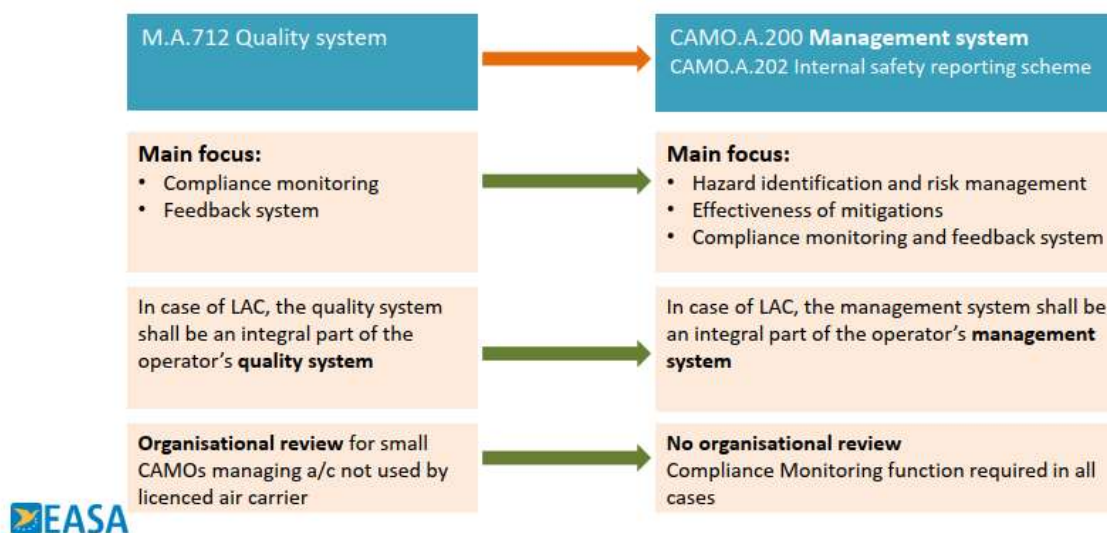 M.A.712 Quality system
CAMO.A.200 Management system
CAMO.A.202 Internal safety reporting scheme
Main focus:
• Compliance monitoring
• Feedback system
Main focus:
• Hazard identification and risk management
• Effectiveness of mitigations
• Compliance monitoring and feedback system
In case of LAC, the quality system
shall be an integral part of the
operator’s quality system
In case of LAC, the management system shall be
an integral part of the operator’s management
system
Organisational review for small
CAMOs managing a/c not used by
licenced air carrier
No organisational review
Compliance Monitoring function required in all
cases
EASA